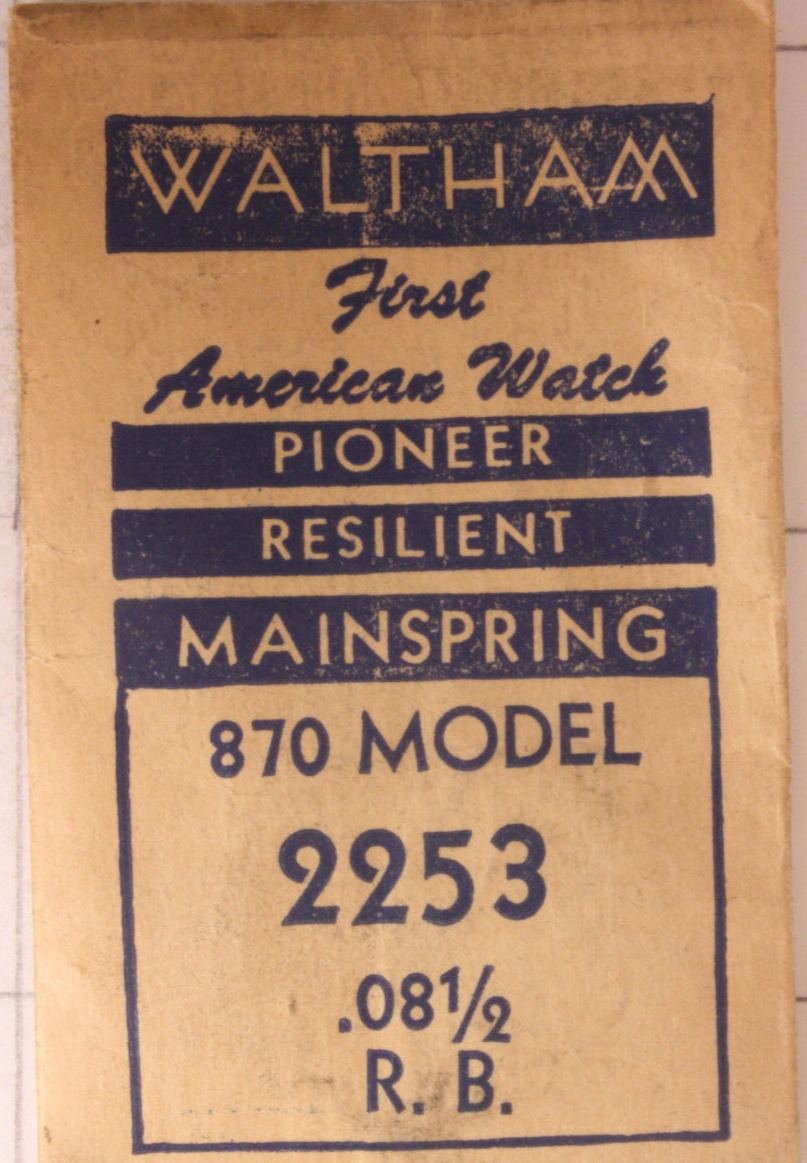 WALTHAM
First
American Watch
PIONEER
RESILIENT
MAINSPRING
870 MODEL
2253
.08½
R. B.